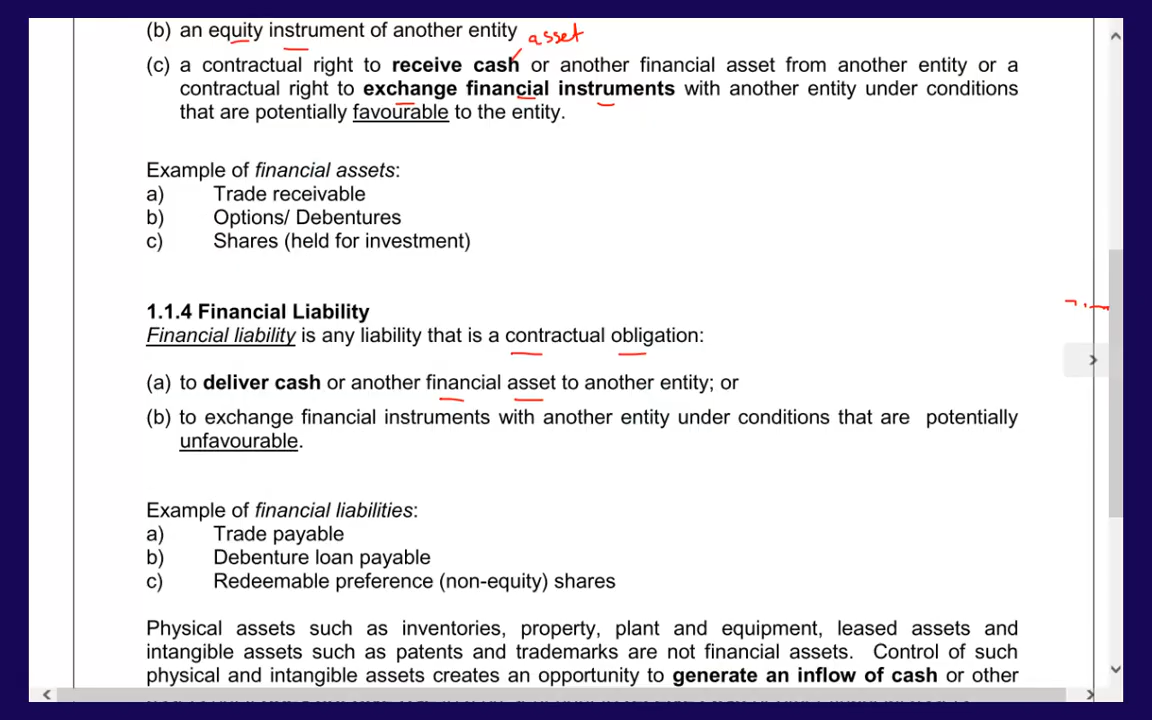 (b) an equity instrument of another entity asset
(c) a contractual right to receive cash or another financial asset from another entity or a
contractual right to exchange financial instruments with another entity under conditions
that are potentially favourable to the entity.
Example of financial assets:
a) Trade receivable
b) Options/ Debentures
c) Shares (held for investment)
1.1.4 Financial Liability
Financial liability is any liability that is a contractual obligation:
(a) to deliver cash or another financial asset to another entity; or
(b) to exchange financial instruments with another entity under conditions that are potentially
unfavourable.
Example of financial liabilities:
a) Trade payable
b) Debenture loan payable
c) Redeemable preference (non-equity) shares
Physical assets such as inventories, property, plant and equipment, leased assets and
intangible assets such as patents and trademarks are not financial assets. Control of such
physical and intangible assets creates an opportunity to generate an inflow of cash or other